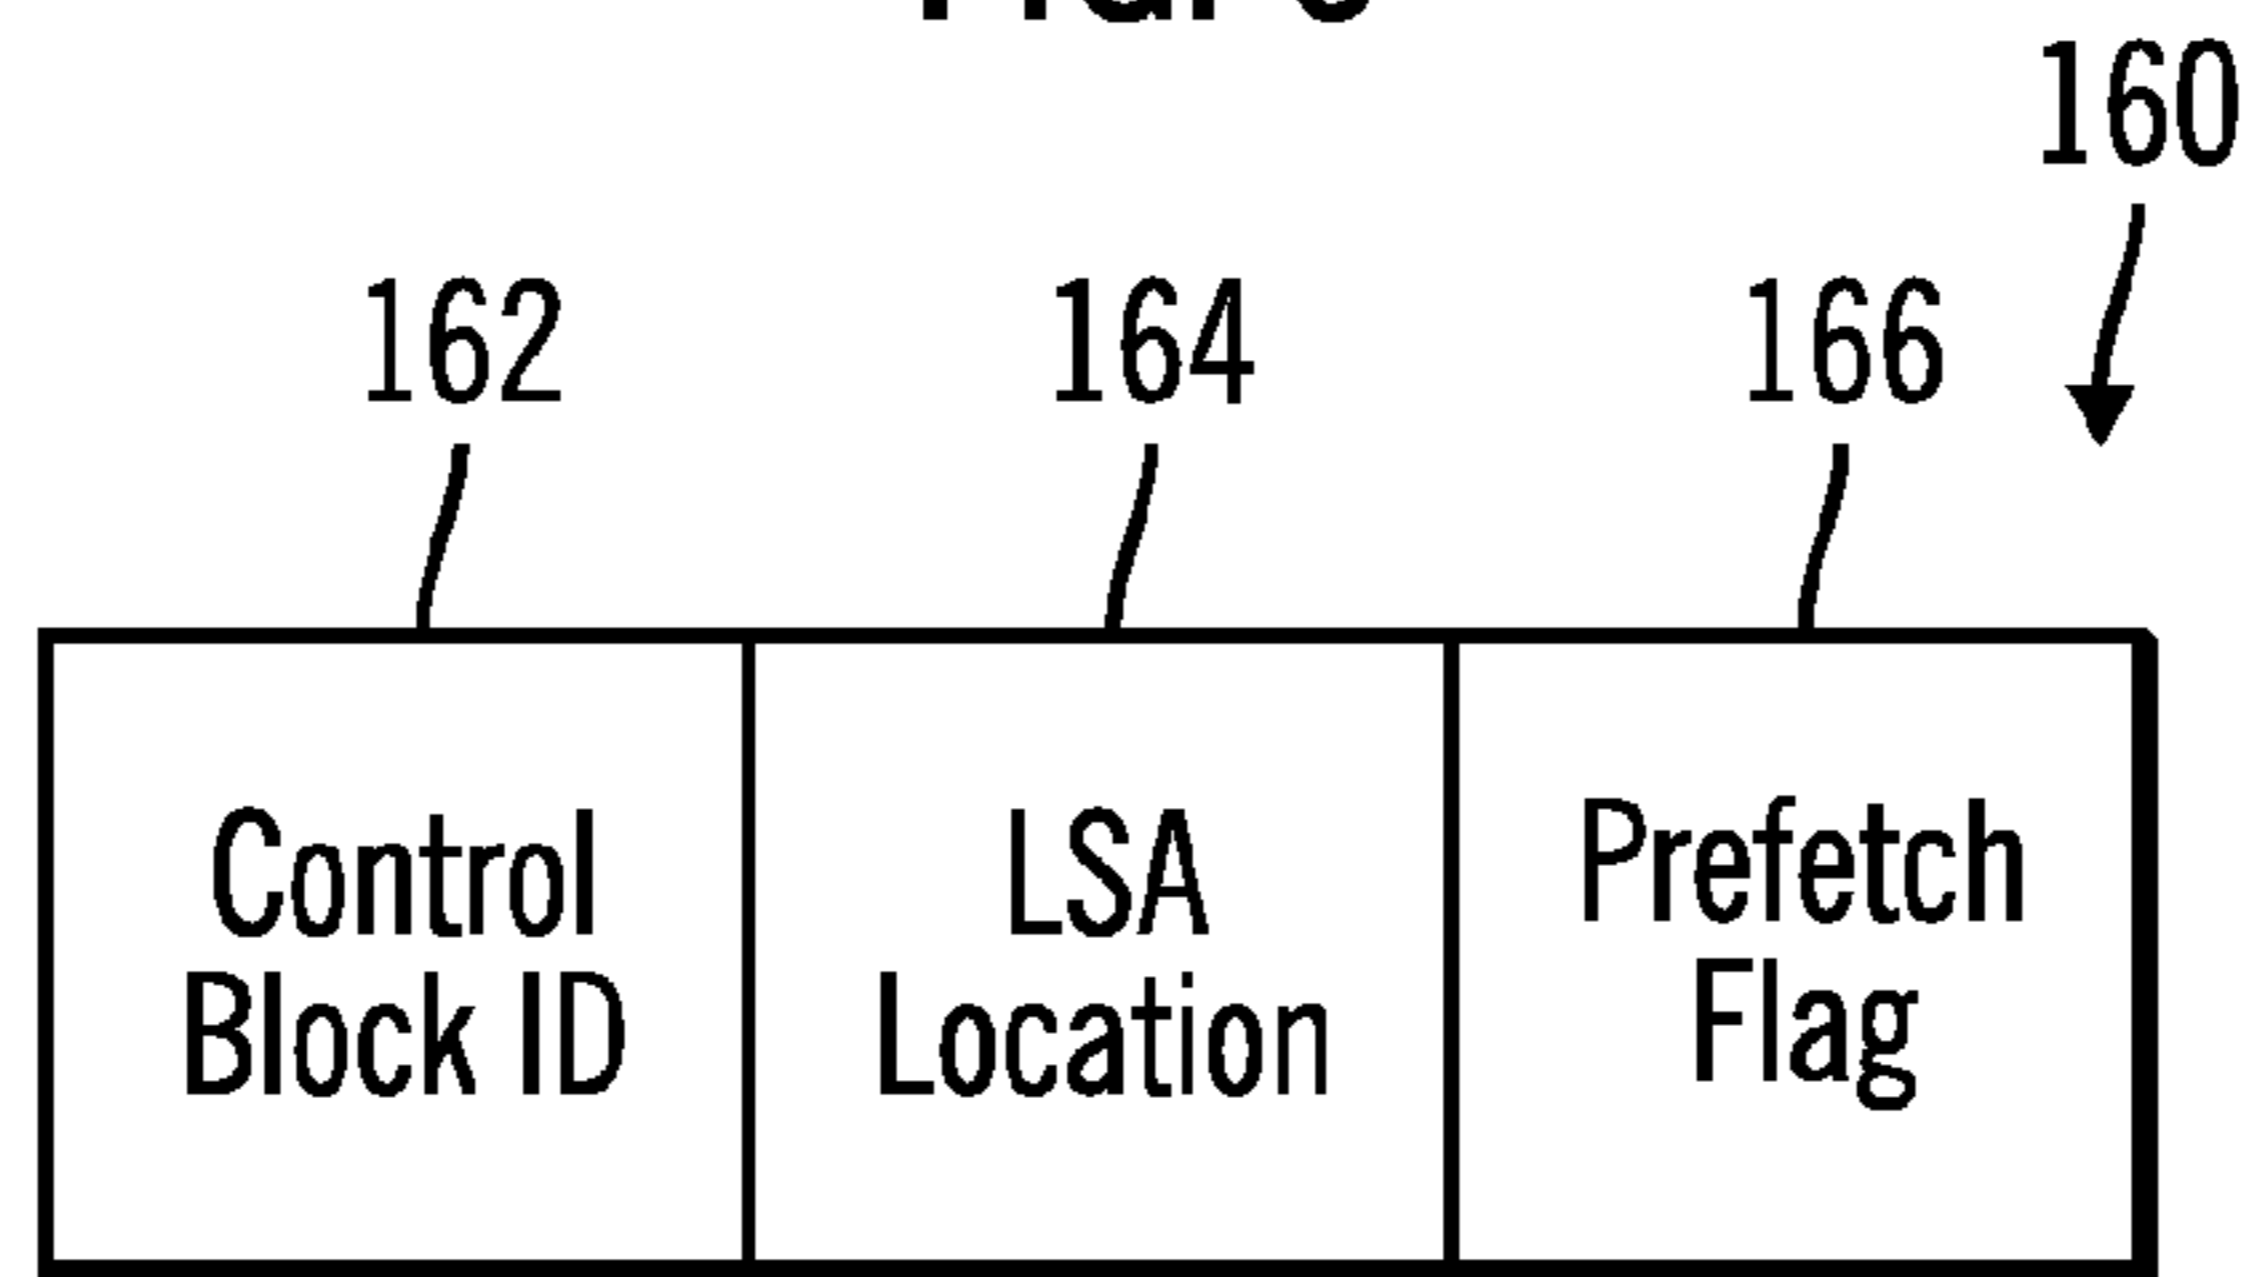 160
162 164 166
Control
Block ID
LSA
Location
Prefetch
Flag